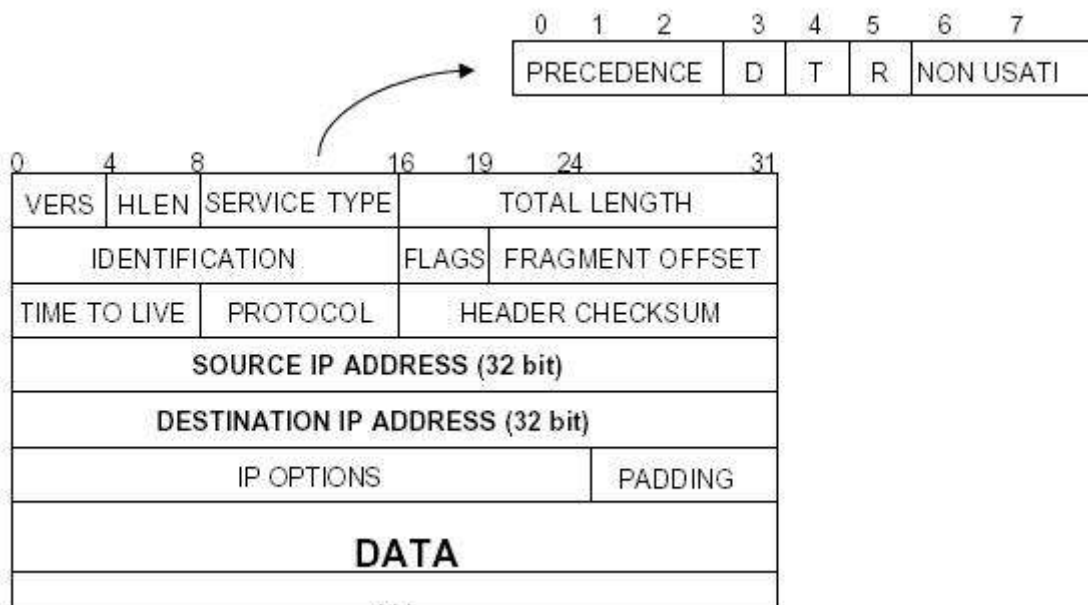 0 1 2 3 4 5 6 7
PRECEDENCE D T R NON USATI
0 4 8 16 19 24 31
VERS HLEN SERVICE TYPE TOTAL LENGTH
IDENTIFICATION FLAGS FRAGMENT OFFSET
TIME TO LIVE PROTOCOL HEADER CHECKSUM
SOURCE IP ADDRESS (32 bit)
DESTINATION IP ADDRESS (32 bit)
IP OPTIONS PADDING
DATA